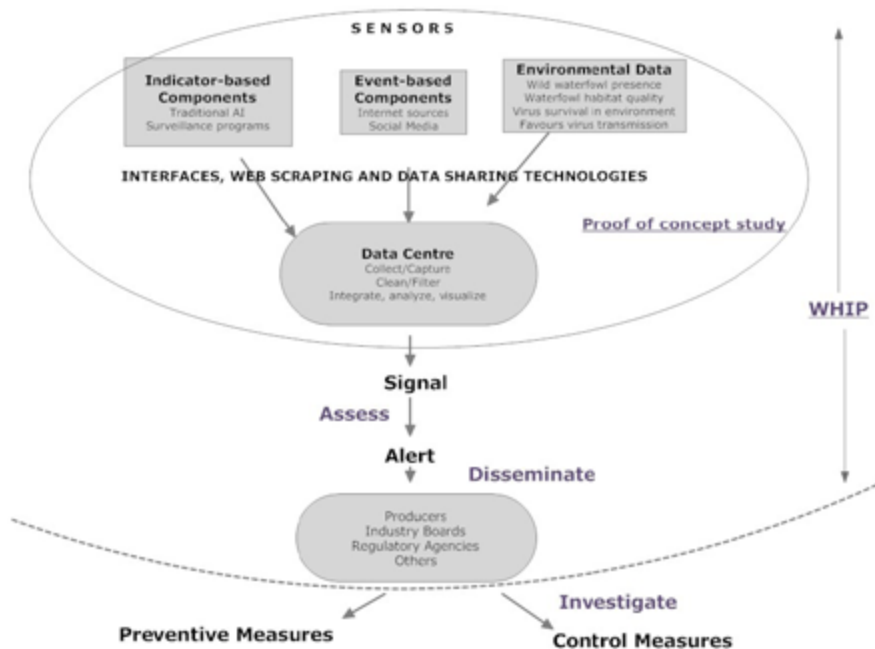 SENSORS
Indicator-based
Components
Traditional AI
Surveillance programs
Event-based
Components
Internet sources
Social Media
Environmental Data
Wild waterfowl presence
Waterfowl habitat quality
Virus survival in environment
Favours virus transmission
INTERFACES, WEB SCRAPING AND DATA SHARING TECHNOLOGIES
Proof of concept study
Data Centre
Collect/Capture
Clean/Filter
Integrate, analyze, visualize
WHIP
Signal
Assess
Alert
Disseminate
Producers
Industry Boards
Regulatory Agencies
Others
Investigate
Preventive Measures
Control Measures